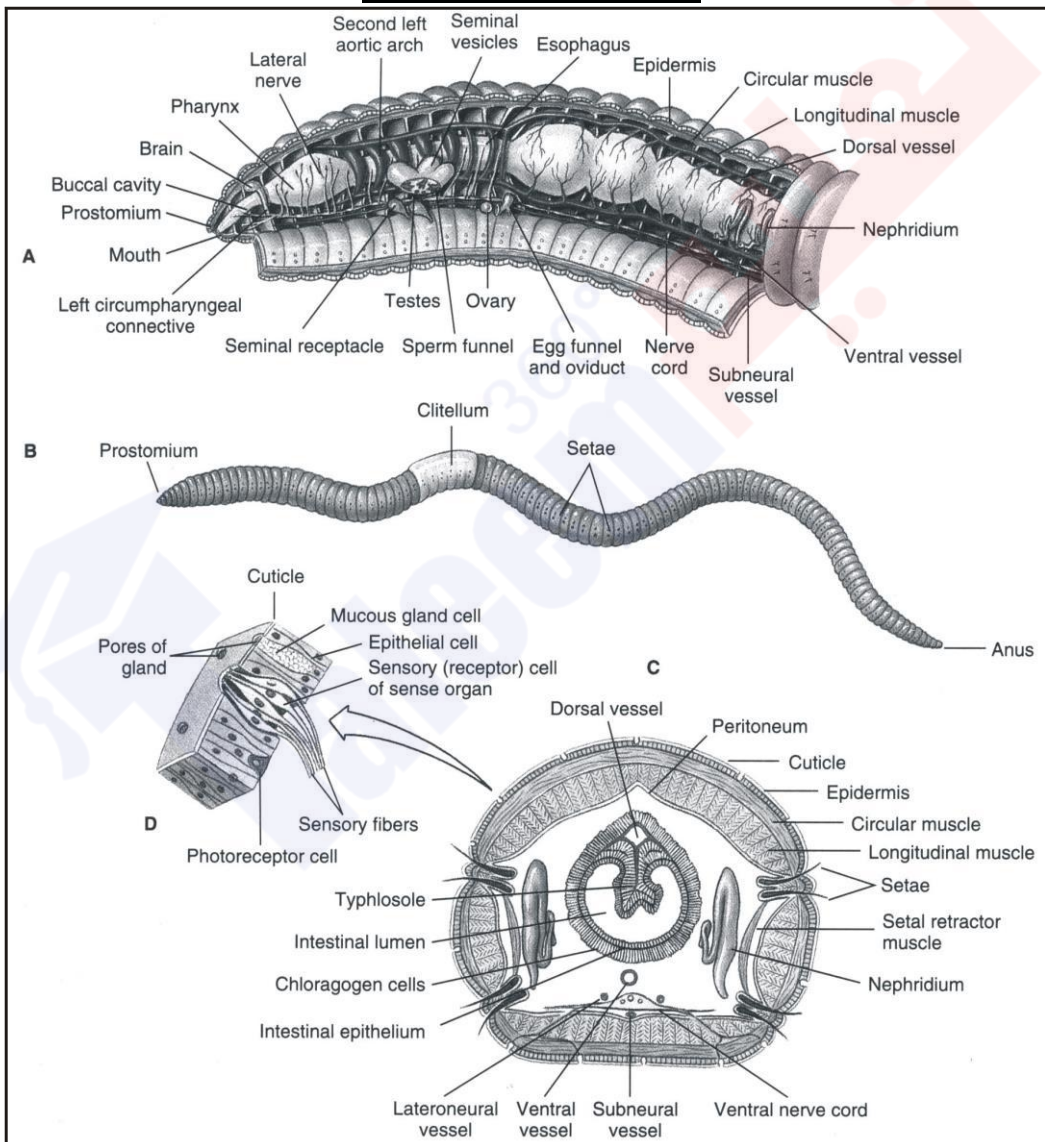 Second left
aortic arch
Seminal
vesicles
Esophagus
Epidermis
Circular muscle
Lateral
nerve
Longitudinal muscle
Pharynx
Dorsal vessel
Brain
Buccal cavity
Prostomium
Nephridium
Mouth
A
Left circumpharyngeal
connective
Testes
Ovary
Seminal receptacle
Sperm funnel
Egg funnel
and oviduct
Nerve
cord
Ventral vessel
Subneural
vessel
360°
Clitellum
B
Prostomium
Setae
Anus
Cuticle
Mucous gland cell
Epithelial cell
Pores of
gland
Sensory (receptor) cell
of sense organ
C
Dorsal vessel
Peritoneum
Cuticle
Epidermis
D
Sensory fibers
Circular muscle
Photoreceptor cell
Longitudinal muscle
Setae
Typhlosole
Setal retractor
muscle
Intestinal lumen
Chloragogen cells
Nephridium
Intestinal epithelium
Lateroneural
vessel
Ventral
vessel
Subneural
vessel
Ventral nerve cord